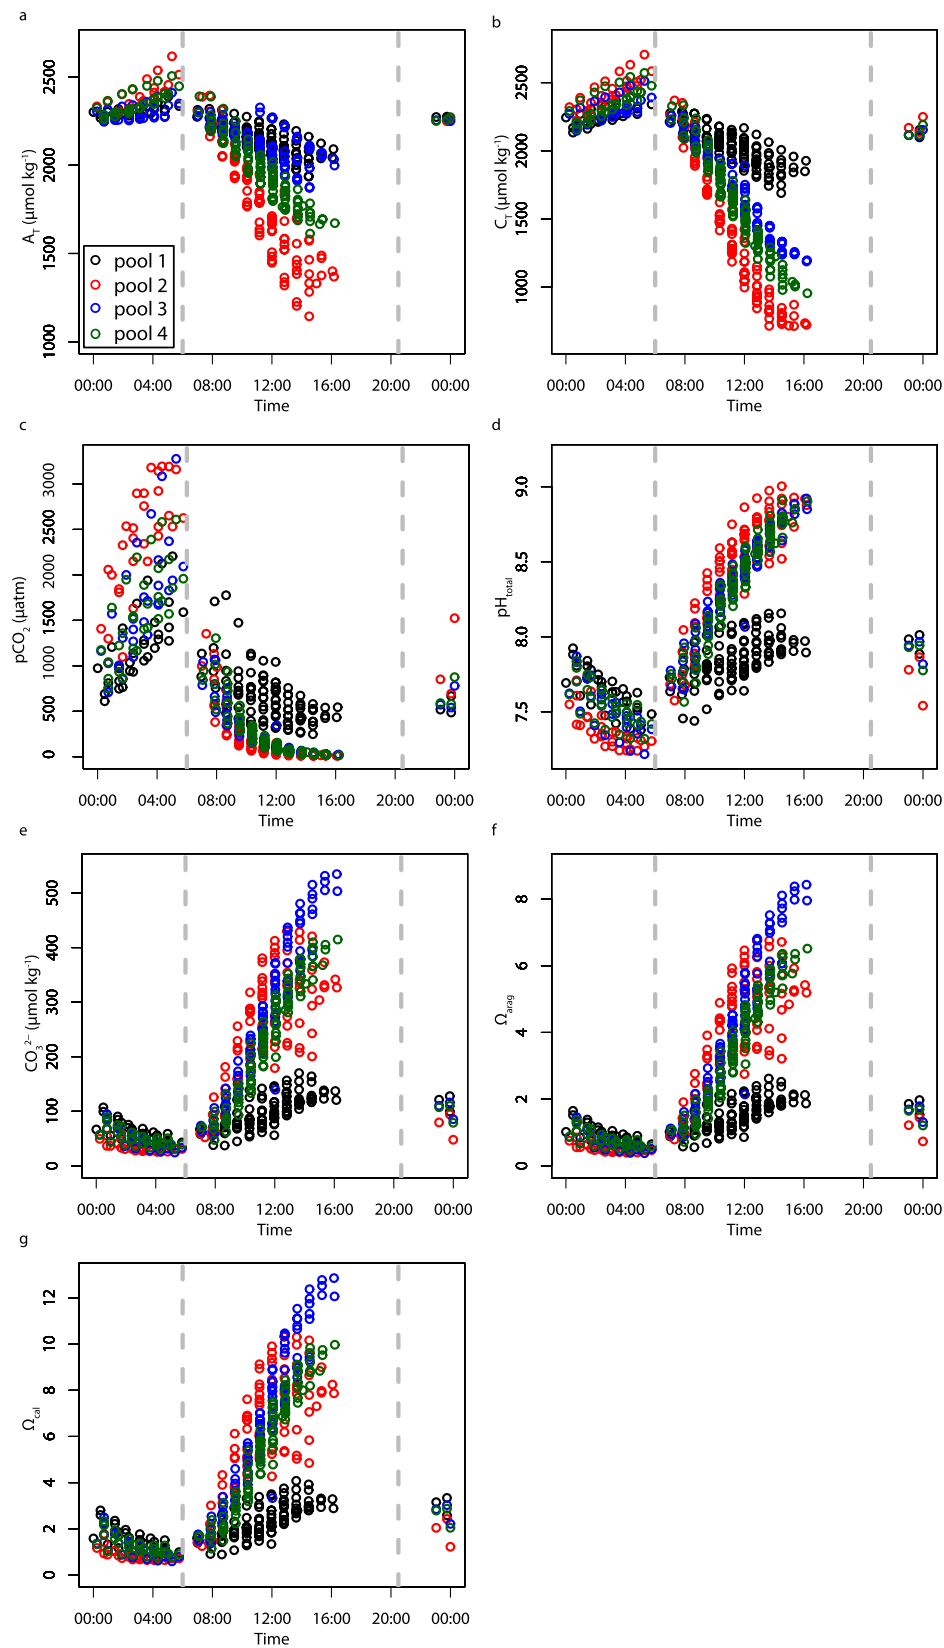 a
2500
2000
1500
1000
A_T (µmol kg⁻¹)
pool 1
pool 2
pool 3
pool 4
00:00 04:00 08:00 12:00 16:00 20:00 00:00
Time
b
2500
2000
1500
1000
C_T (µmol kg⁻¹)
00:00 04:00 08:00 12:00 16:00 20:00 00:00
Time
c
3000
2500
2000
1500
1000
500
0
pCO₂ (µatm)
00:00 04:00 08:00 12:00 16:00 20:00 00:00
Time
d
9.0
8.5
8.0
7.5
pH_total
00:00 04:00 08:00 12:00 16:00 20:00 00:00
Time
e
500
400
300
200
100
0
CO₃²⁻ (µmol kg⁻¹)
00:00 04:00 08:00 12:00 16:00 20:00 00:00
Time
f
8
6
4
2
0
Ω_arag
00:00 04:00 08:00 12:00 16:00 20:00 00:00
Time
g
12
10
8
6
4
2
0
Ω_cal
00:00 04:00 08:00 12:00 16:00 20:00 00:00
Time